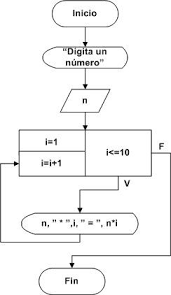 Inicio
“Digita un
número”
n
i=1
i=i+1
i<=10
F
V
n, " * ",i, " = ", n*i
Fin